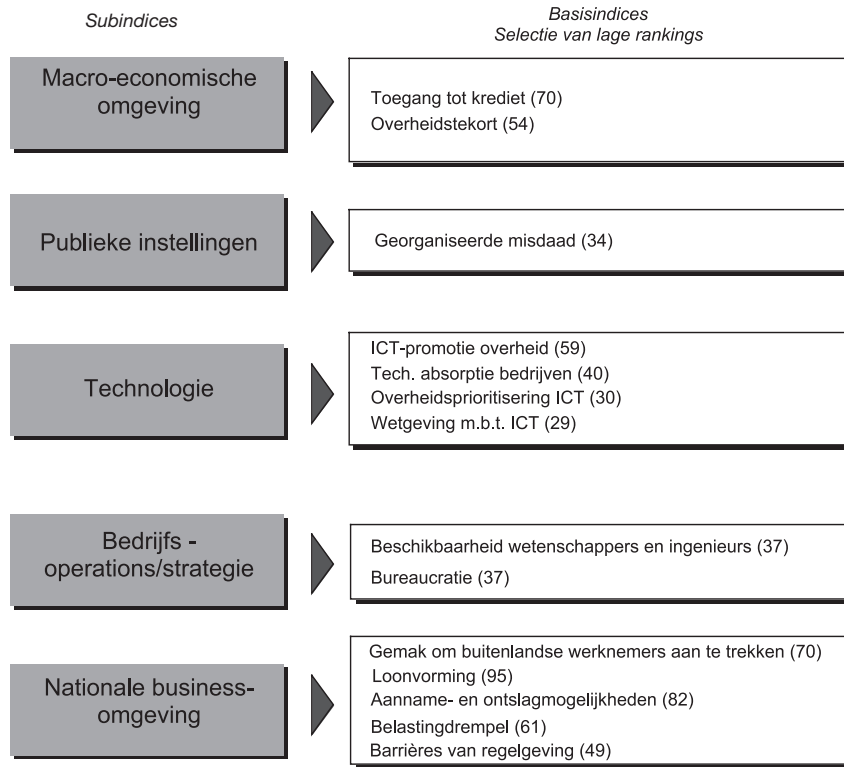 Subindices
Basisindices
Selectie van lage rankings
Macro-economische
omgeving
Toegang tot krediet (70)
Overheidstekort (54)
Publieke instellingen
Georganiseerde misdaad (34)
Technologie
ICT-promotie overheid (59)
Tech. absorptie bedrijven (40)
Overheidsprioritisering ICT (30)
Wetgeving m.b.t. ICT (29)
Bedrijfs -
operations/strategie
Beschikbaarheid wetenschappers en ingenieurs (37)
Bureaucratie (37)
Nationale business-
omgeving
Gemak om buitenlandse werknemers aan te trekken (70)
Loonvorming (95)
Aanname- en ontslagmogelijkheden (82)
Belastingdrempel (61)
Barrières van regelgeving (49)